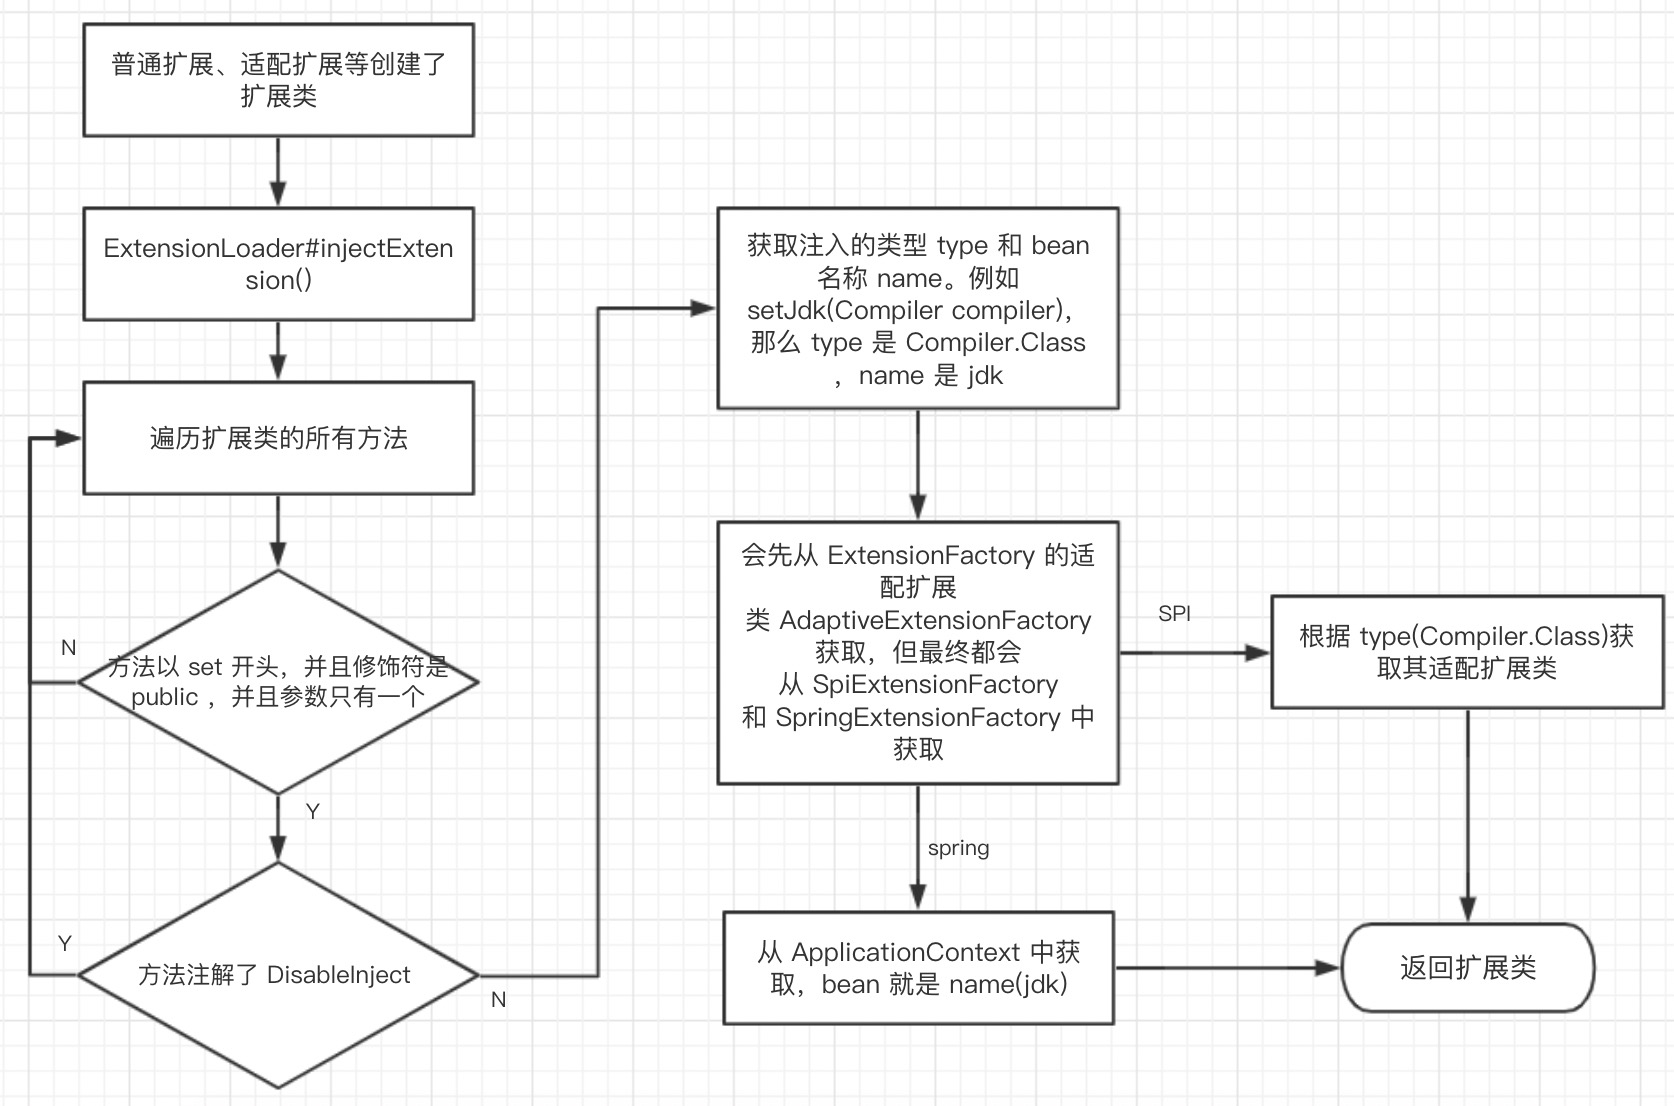 普通扩展、适配扩展等创建了
扩展类
ExtensionLoader#injectExten
sion()
遍历扩展类的所有方法
N
方法以 set 开头，并且修饰符是
public ，并且参数只有一个
Y
Y
方法注解了 DisableInject
N
获取注入的类型 type 和 bean
名称 name。例如
setJdk(Compiler compiler)，
那么 type 是 Compiler.Class
，name 是 jdk
会先从 ExtensionFactory 的适
配扩展
类 AdaptiveExtensionFactory
获取，但最终都会
从 SpiExtensionFactory
和 SpringExtensionFactory 中
获取
SPI
根据 type(Compiler.Class)获
取其适配扩展类
spring
从 ApplicationContext 中获
取，bean 就是 name(jdk)
返回扩展类